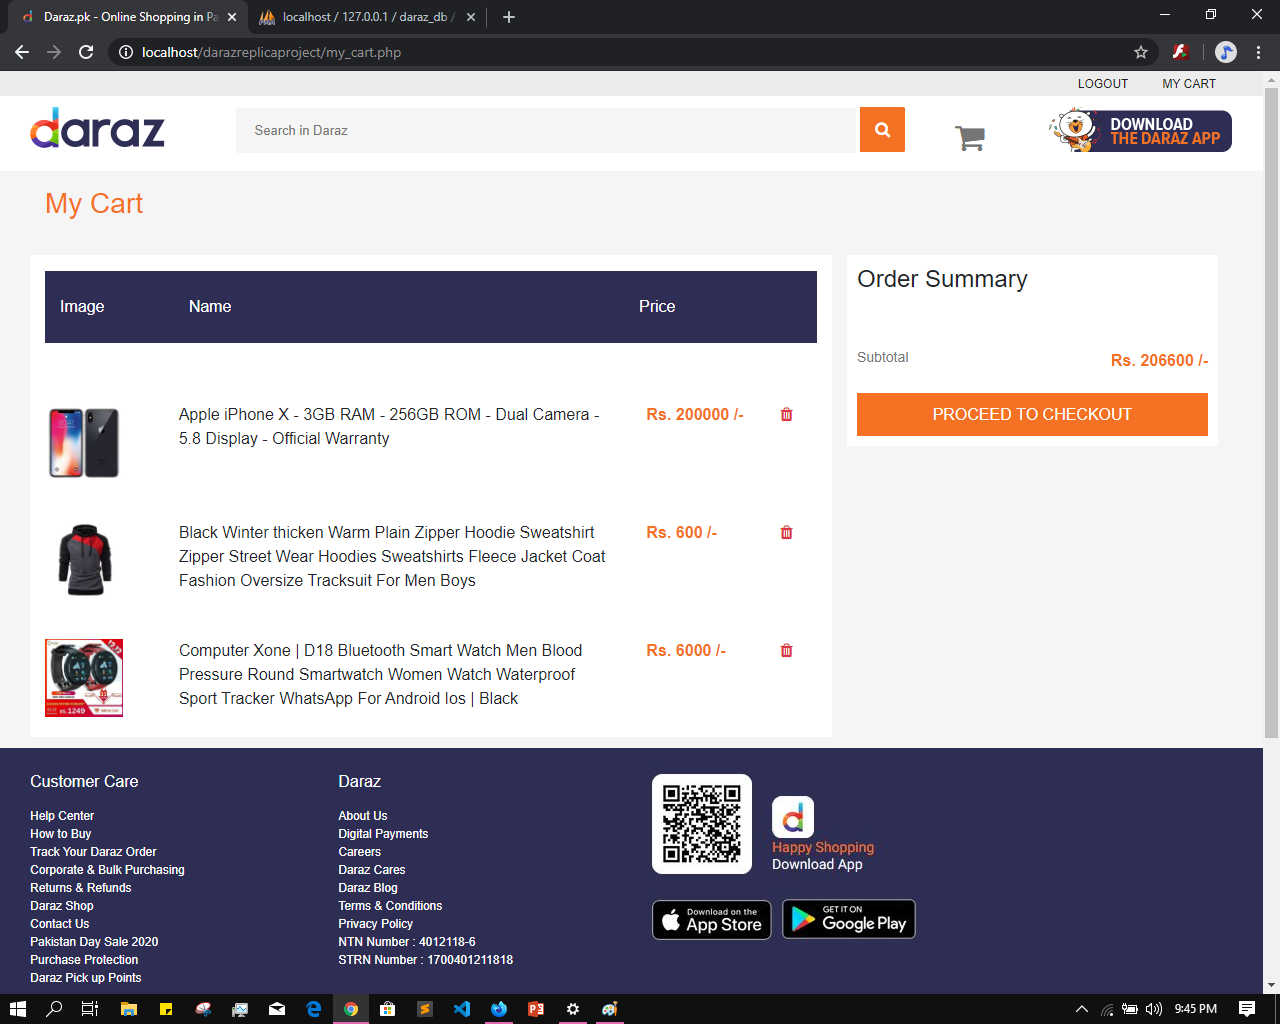 Daraz.pk - Online Shopping in Pa
localhost / 127.0.0.1 / daraz_db /
localhost/darazreplicaproject/my_cart.php
LOGOUT MY CART
daraz
Search in Daraz
DOWNLOAD
THE DARAZ APP
My Cart
Image Name Price
Apple iPhone X - 3GB RAM - 256GB ROM - Dual Camera -
5.8 Display - Official Warranty
Rs. 200000 /-
Black Winter thicken Warm Plain Zipper Hoodie Sweatshirt
Zipper Street Wear Hoodies Sweatshirts Fleece Jacket Coat
Fashion Oversize Tracksuit For Men Boys
Rs. 600 /-
RS.1249
Computer Xone | D18 Bluetooth Smart Watch Men Blood
Pressure Round Smartwatch Women Watch Waterproof
Sport Tracker WhatsApp For Android Ios | Black
Rs. 6000 /-
Order Summary
Subtotal Rs. 206600 /-
PROCEED TO CHECKOUT
Customer Care
Help Center
How to Buy
Track Your Daraz Order
Corporate & Bulk Purchasing
Returns & Refunds
Daraz Shop
Contact Us
Pakistan Day Sale 2020
Purchase Protection
Daraz Pick up Points
Daraz
About Us
Digital Payments
Careers
Daraz Cares
Daraz Blog
Terms & Conditions
Privacy Policy
NTN Number : 4012118-6
STRN Number : 1700401211818
d
Happy Shopping
Download App
Download on the
App Store
GET IT ON
Google Play
9:45 PM